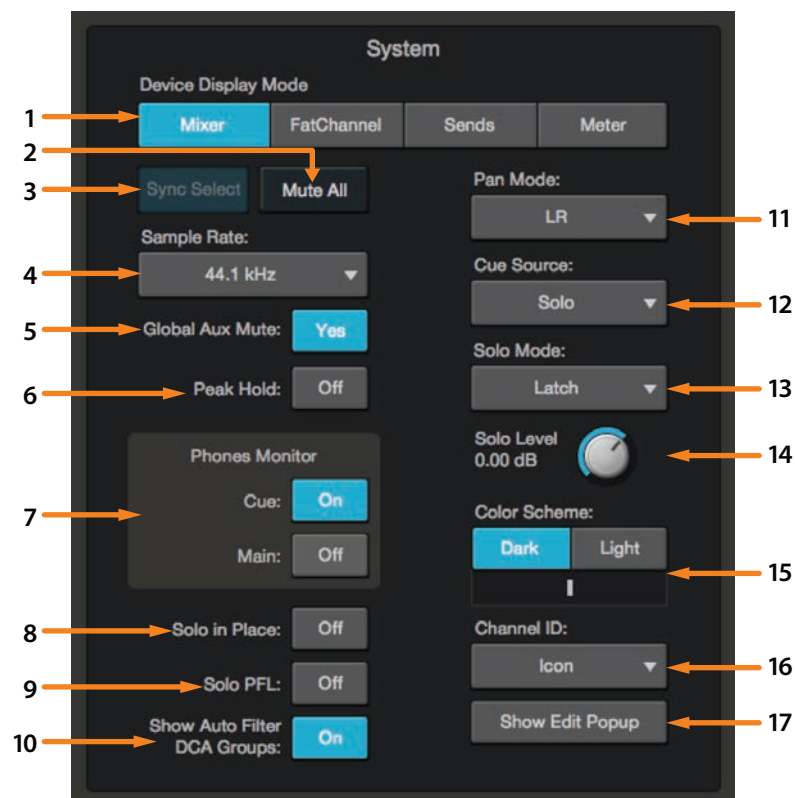 System
Device Display Mode
1
Mixer
FatChannel
Sends
Meter
2
3
Sync Select
Mute All
Sample Rate:
4
44.1 kHz
5
Global Aux Mute:
Yes
6
Peak Hold:
Off
7
Phones Monitor
Cue:
On
Main:
Off
8
Solo in Place:
Off
9
Solo PFL:
Off
10
Show Auto Filter
DCA Groups:
On
Pan Mode:
LR
11
Cue Source:
Solo
12
Solo Mode:
Latch
13
Solo Level
0.00 dB
14
Color Scheme:
Dark
Light
15
Channel ID:
Icon
16
Show Edit Popup
17